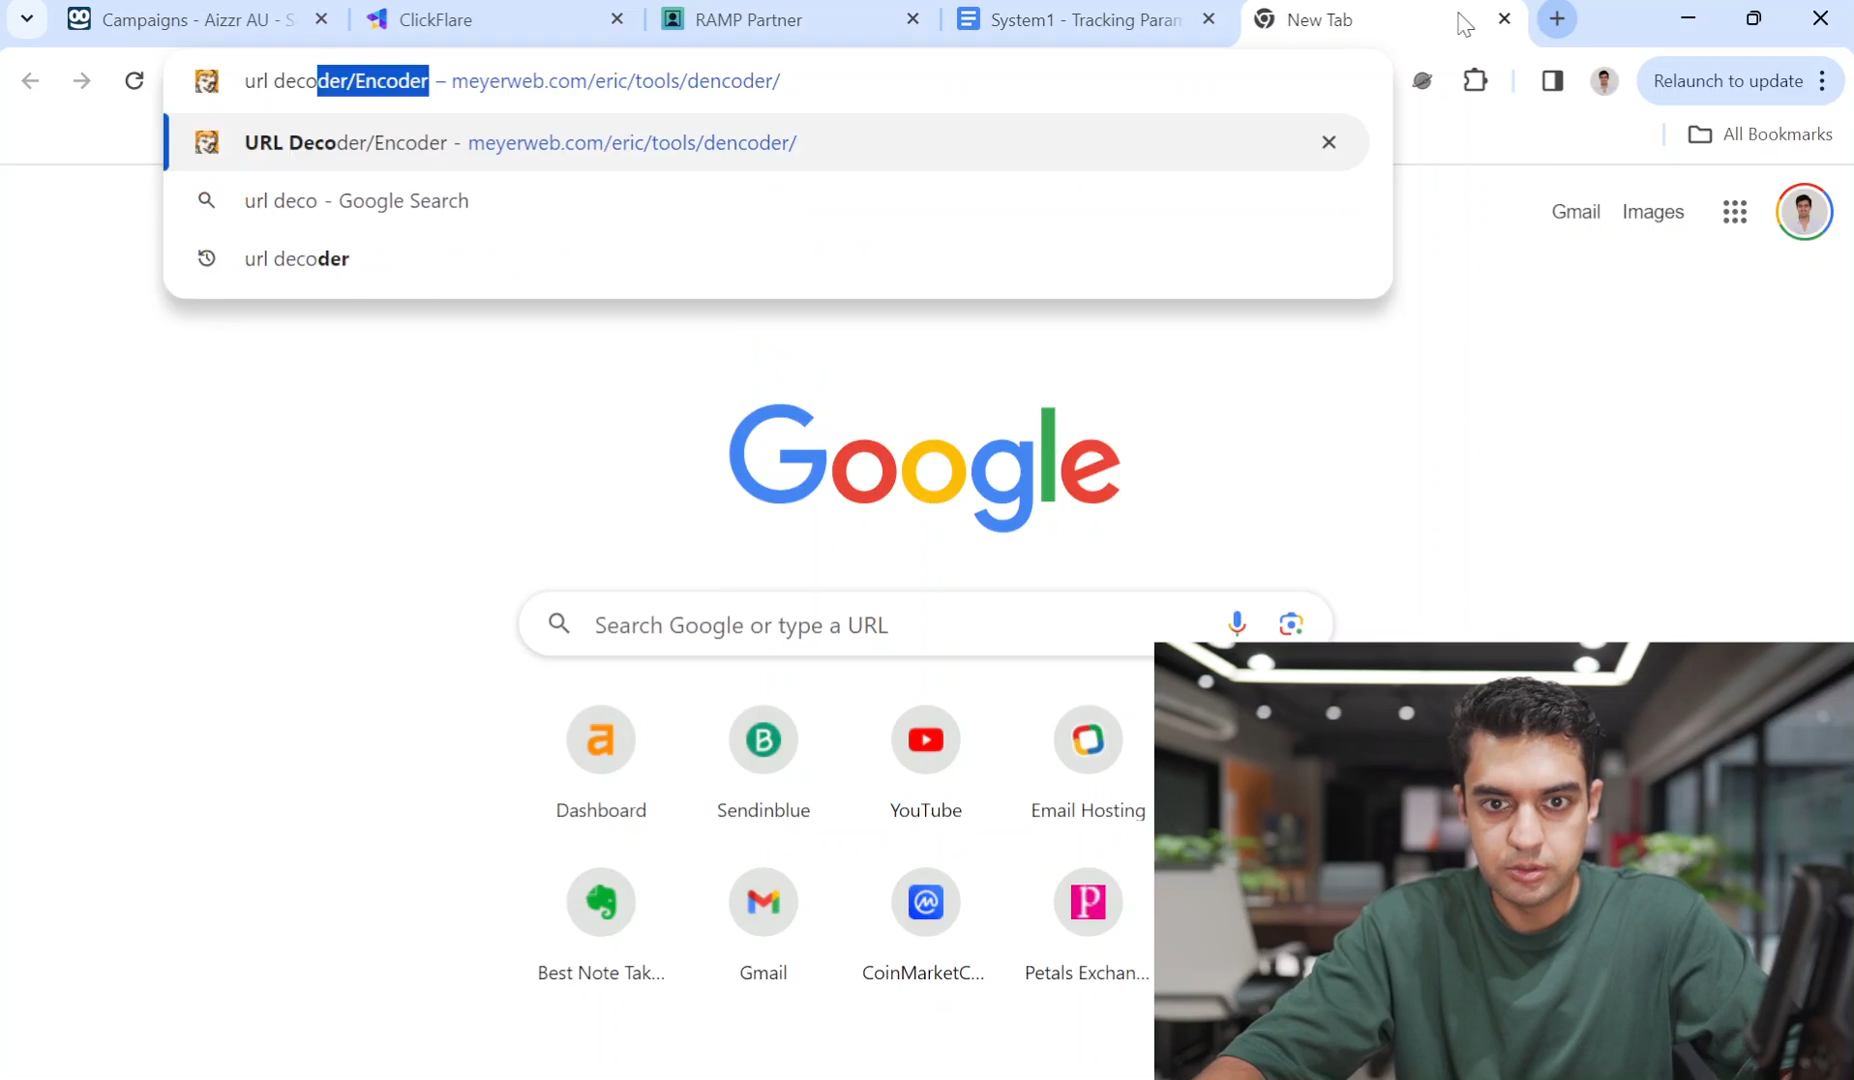 Campaigns - Aizzr AU - S
ClickFlare
RAMP Partner
System1 - Tracking Param
New Tab
url decoder/Encoder – meyerweb.com/eric/tools/dencoder/
Relaunch to update
URL Decoder/Encoder - meyerweb.com/eric/tools/dencoder/
All Bookmarks
url deco - Google Search
Gmail Images
url decoder
Google
Search Google or type a URL
Dashboard
Sendinblue
YouTube
Email Hosting
Best Note Tak...
Gmail
CoinMarketC...
Petals Exchan...